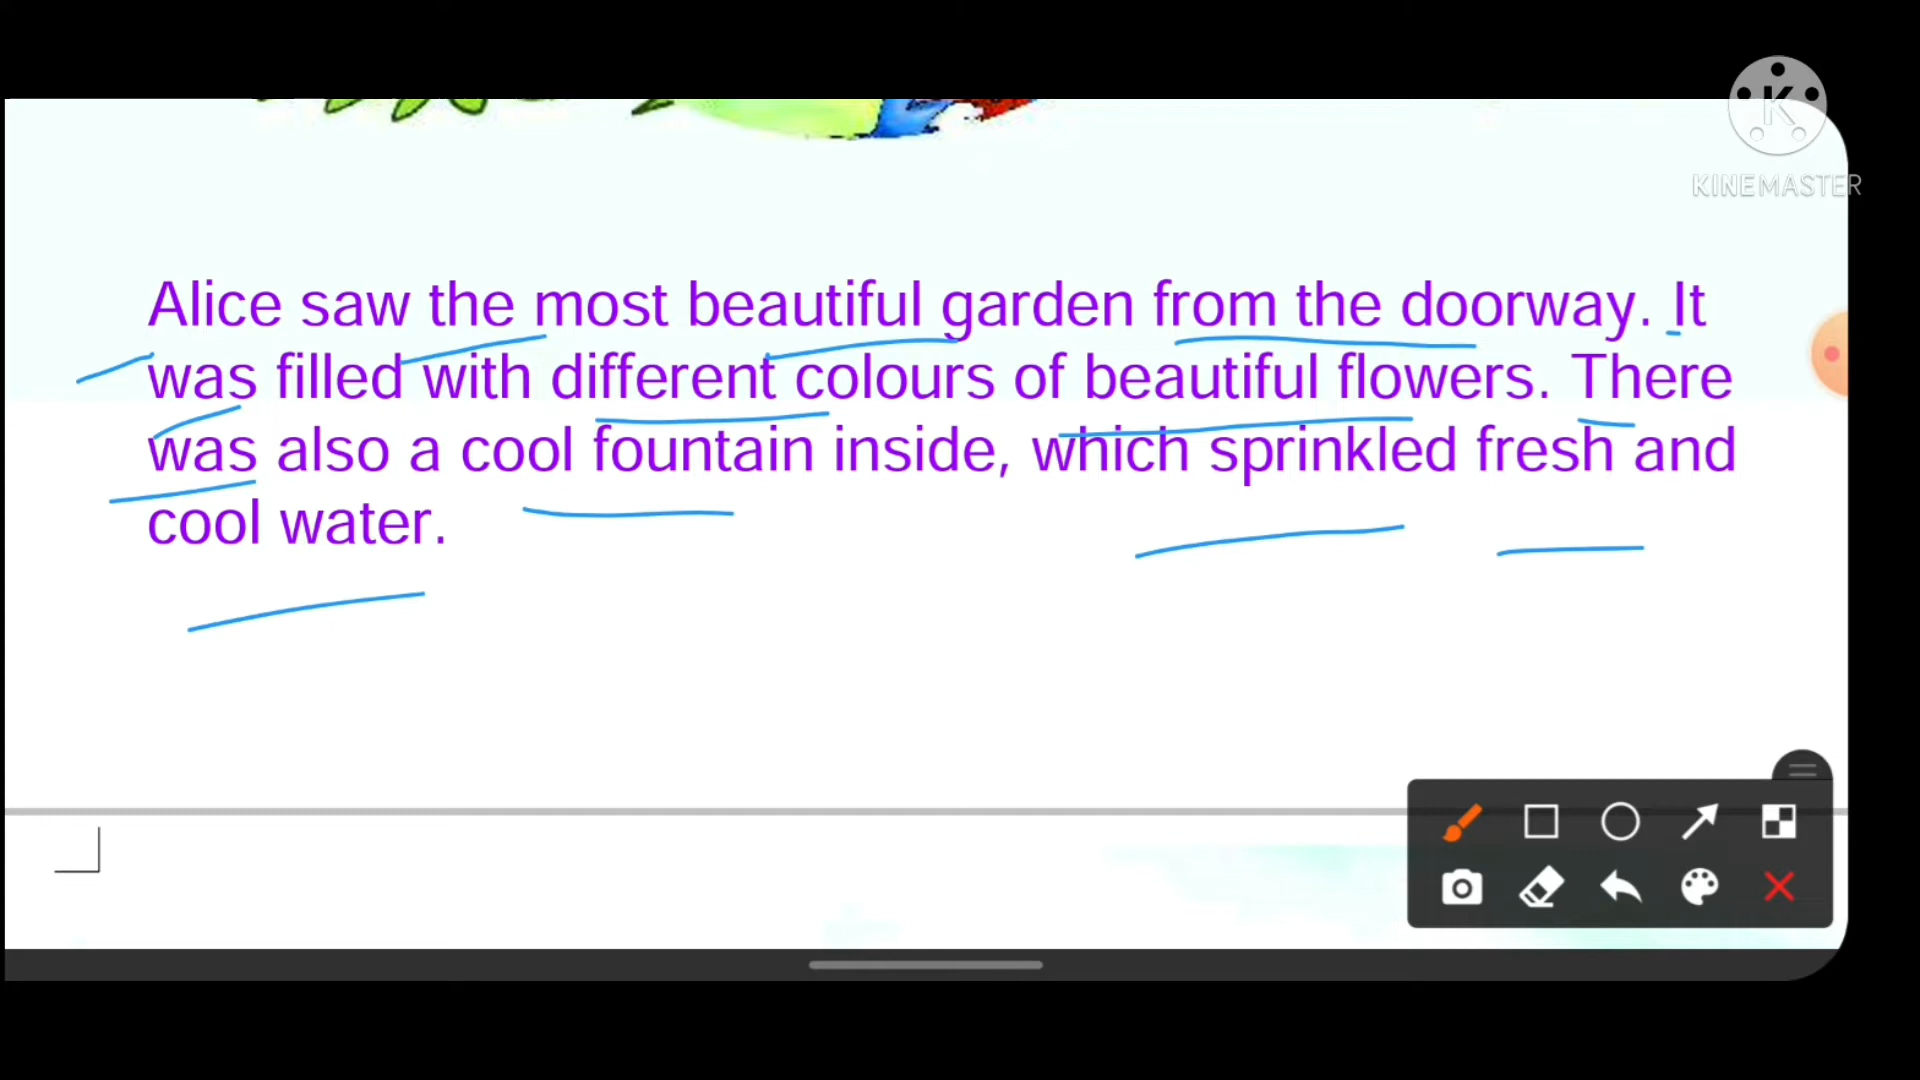 K
KINEMASTER
Alice saw the most beautiful garden from the doorway. It
was filled with different colours of beautiful flowers. There
was also a cool fountain inside, which sprinkled fresh and
cool water.